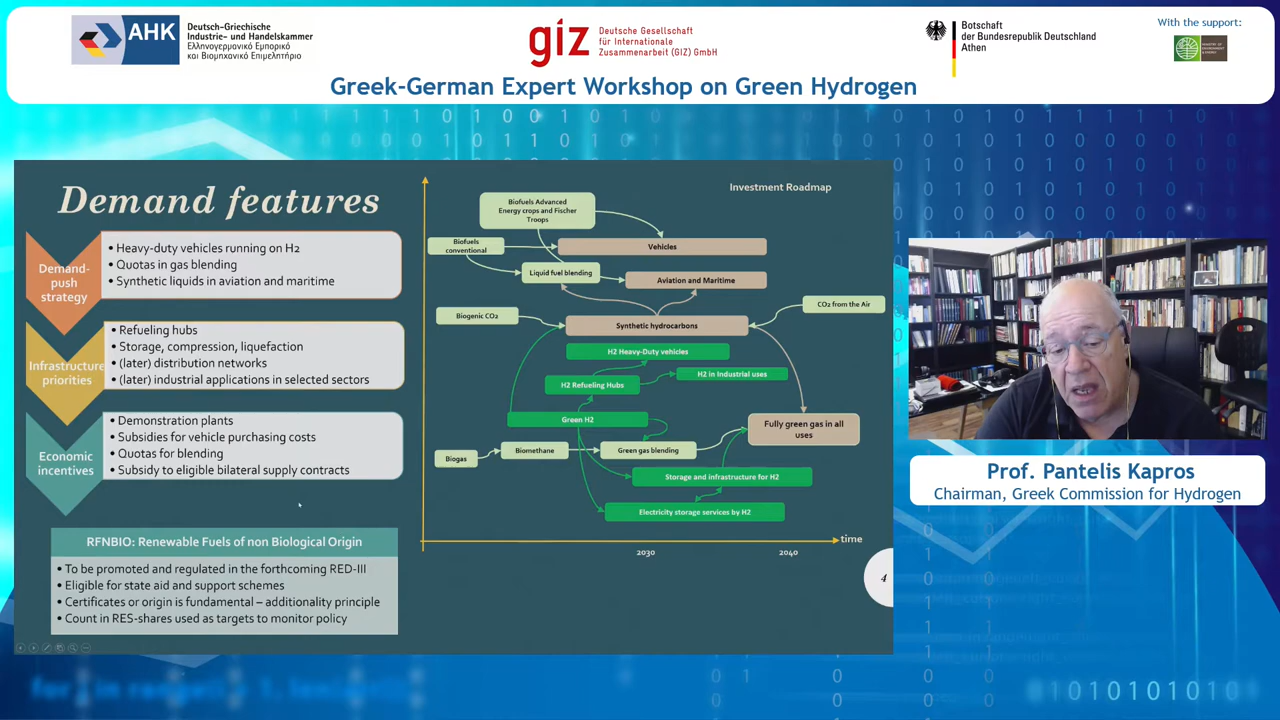 AHK
Deutsch-Griechische
Industrie- und Handelskammer
Ελληνογερμανικό Εμπορικό
και Βιομηχανικό Επιμελητήριο
giz
Deutsche Gesellschaft
für Internationale
Zusammenarbeit (GIZ) GmbH
Botschaft
der Bundesrepublik Deutschland
Athen
With the support:
Greek-German Expert Workshop on Green Hydrogen
Demand features
Demand-
push
strategy
• Heavy-duty vehicles running on H2
• Quotas in gas blending
• Synthetic liquids in aviation and maritime
Infrastructure
priorities
• Refueling hubs
• Storage, compression, liquefaction
• (later) distribution networks
• (later) industrial applications in selected sectors
Economic
incentives
• Demonstration plants
• Subsidies for vehicle purchasing costs
• Quotas for blending
• Subsidy to eligible bilateral supply contracts
RFNBIO: Renewable Fuels of non Biological Origin
• To be promoted and regulated in the forthcoming RED-III
• Eligible for state aid and support schemes
• Certificates or origin is fundamental – additionality principle
• Count in RES-shares used as targets to monitor policy
Investment Roadmap
Biofuels Advanced
Energy crops and Fischer
Troops
Biofuels
conventional
Vehicles
Liquid fuel blending
Aviation and Maritime
CO2 from the Air
Biogenic CO2
Synthetic hydrocarbons
H2 Heavy-Duty vehicles
H2 in Industrial uses
H2 Refueling Hubs
Green H2
Fully green gas in all
uses
Biogas
Biomethane
Green gas blending
Storage and infrastructure for H2
Electricity storage services by H2
time
2030
2040
4
Prof. Pantelis Kapros
Chairman, Greek Commission for Hydrogen